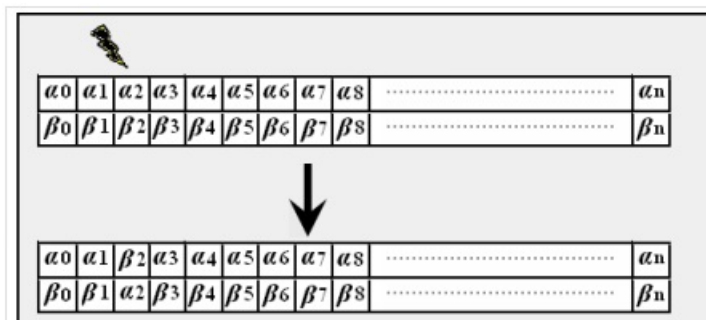 α0 α1 α2 α3 α4 α5 α6 α7 α8 ........................................ αn
β0 β1 β2 β3 β4 β5 β6 β7 β8 ........................................ βn
α0 α1 β2 α3 α4 α5 α6 α7 α8 ........................................ αn
β0 β1 α2 β3 β4 β5 β6 β7 β8 ........................................ βn